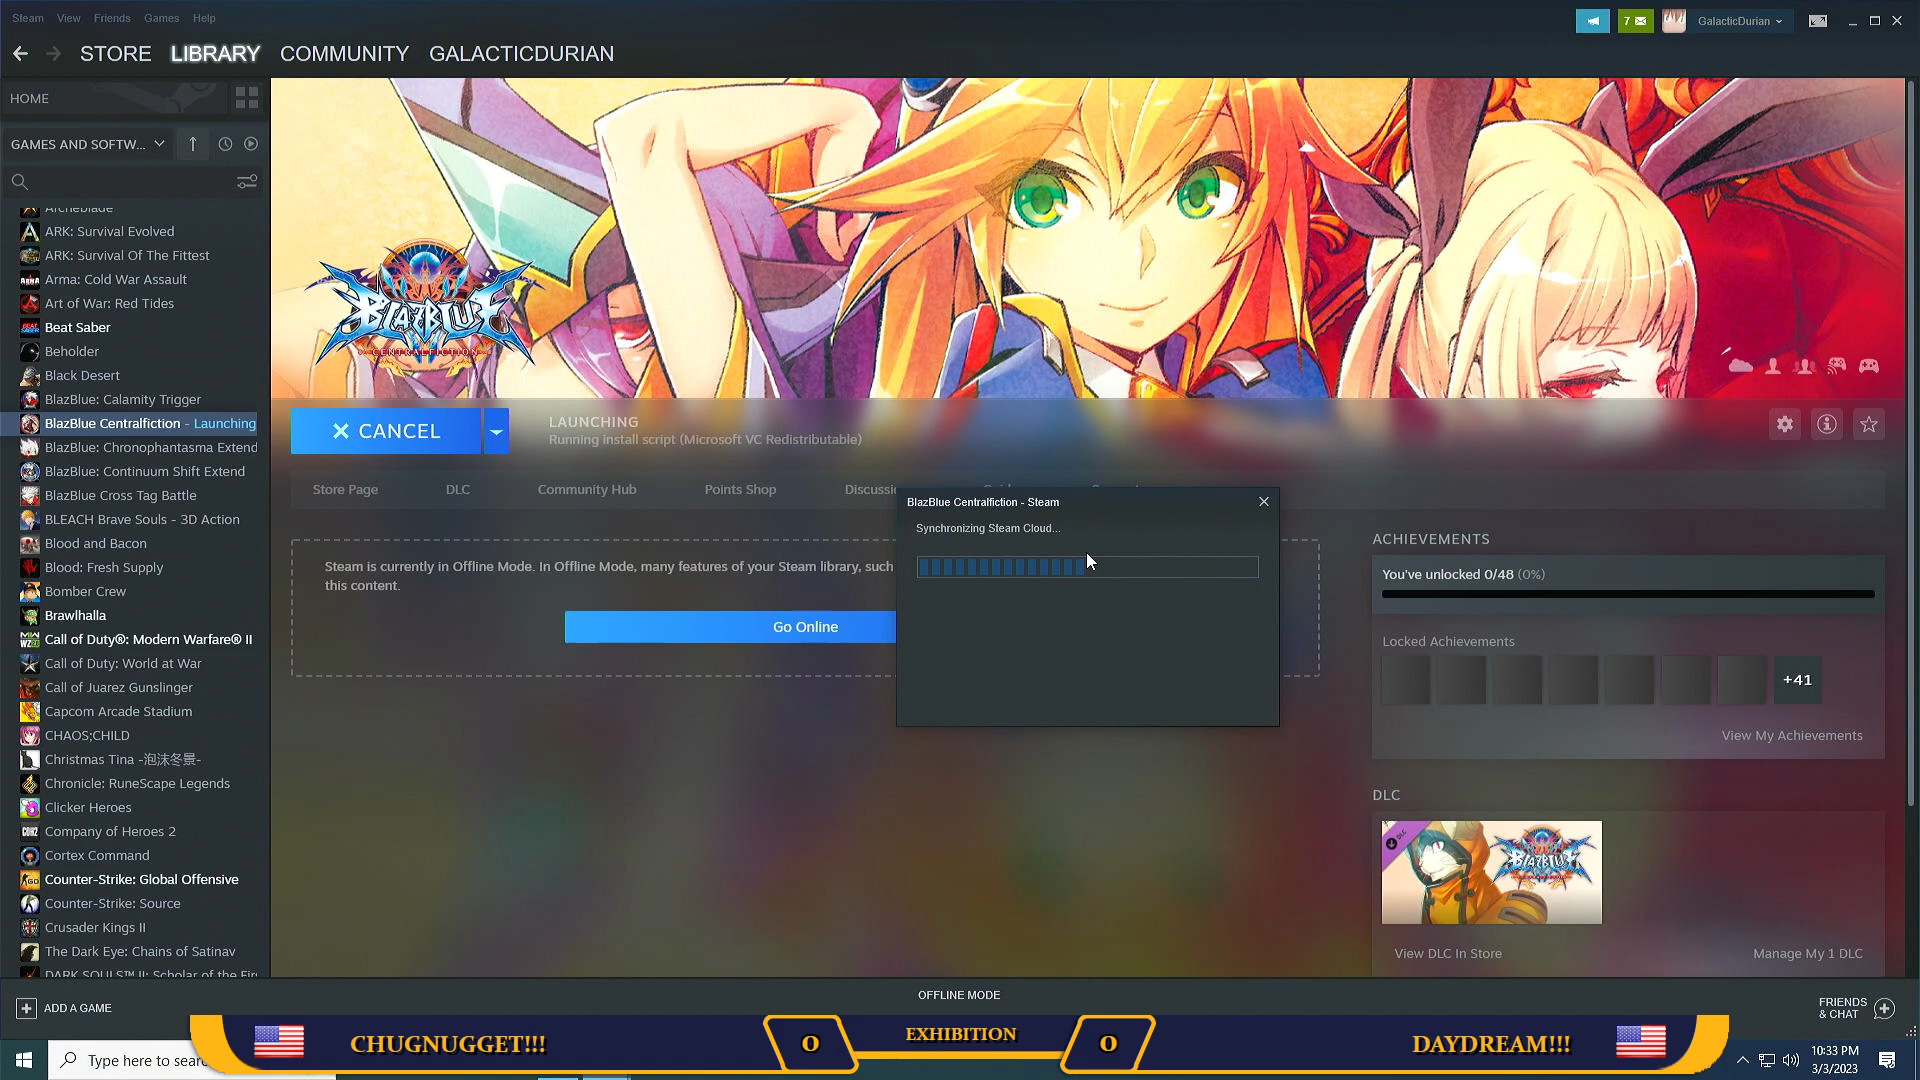 Steam View Friends Games Help
7
GalacticDurian
STORE LIBRARY COMMUNITY GALACTICDURIAN
HOME
GAMES AND SOFTW...
ArcheBlade
ARK: Survival Evolved
ARK: Survival Of The Fittest
Arma: Cold War Assault
Art of War: Red Tides
Beat Saber
Beholder
Black Desert
BlazBlue: Calamity Trigger
BlazBlue Centralfiction - Launching
BlazBlue: Chronophantasma Extend
BlazBlue: Continuum Shift Extend
BlazBlue Cross Tag Battle
BLEACH Brave Souls - 3D Action
Blood and Bacon
Blood: Fresh Supply
Bomber Crew
Brawlhalla
Call of Duty®: Modern Warfare® II
Call of Duty: World at War
Call of Juarez Gunslinger
Capcom Arcade Stadium
CHAOS;CHILD
Christmas Tina -泡沫冬景-
Chronicle: RuneScape Legends
Clicker Heroes
Company of Heroes 2
Cortex Command
Counter-Strike: Global Offensive
Counter-Strike: Source
Crusader Kings II
The Dark Eye: Chains of Satinav
DARK SOULS™ II: Scholar of the Fir
ADD A GAME
BLAZBLUE
CENTRALFICTION
CANCEL
LAUNCHING
Running install script (Microsoft VC Redistributable)
Store Page DLC Community Hub Points Shop Discussi
Steam is currently in Offline Mode. In Offline Mode, many features of your Steam library, such
this content.
Go Online
BlazBlue Centralfiction - Steam
Synchronizing Steam Cloud...
ACHIEVEMENTS
You've unlocked 0/48 (0%)
Locked Achievements
+41
View My Achievements
DLC
DLC
BLAZBLUE
View DLC In Store
Manage My 1 DLC
OFFLINE MODE
FRIENDS
& CHAT
CHUGNUGGET!!! 0 EXHIBITION 0 DAYDREAM!!!
Type here to sear
10:33 PM
3/3/2023